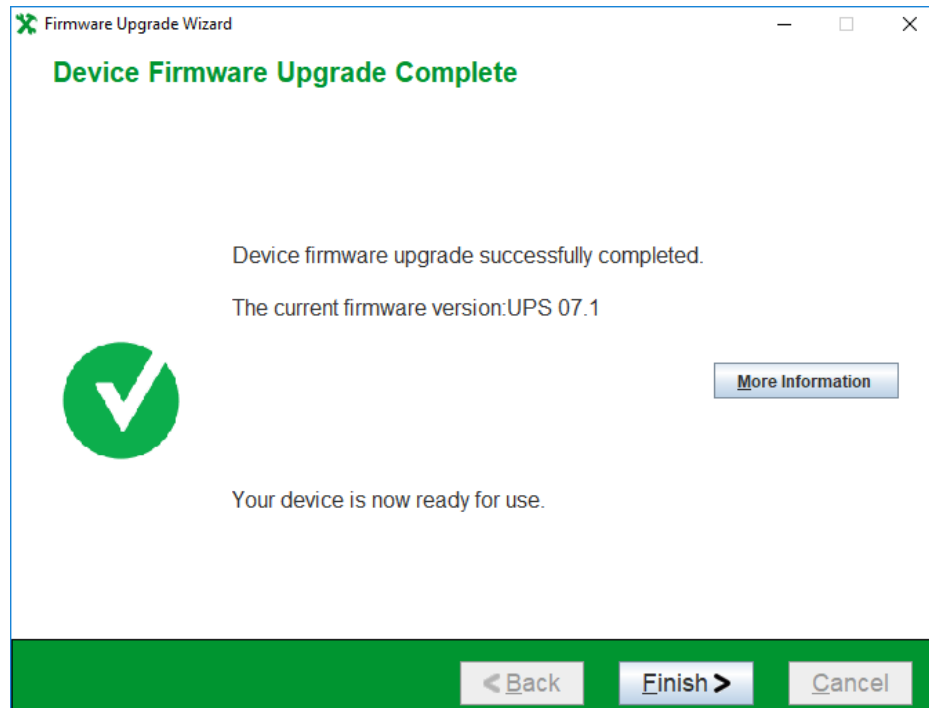 Firmware Upgrade Wizard
Device Firmware Upgrade Complete
Device firmware upgrade successfully completed.
The current firmware version:UPS 07.1
More Information
Your device is now ready for use.
< Back
Finish >
Cancel